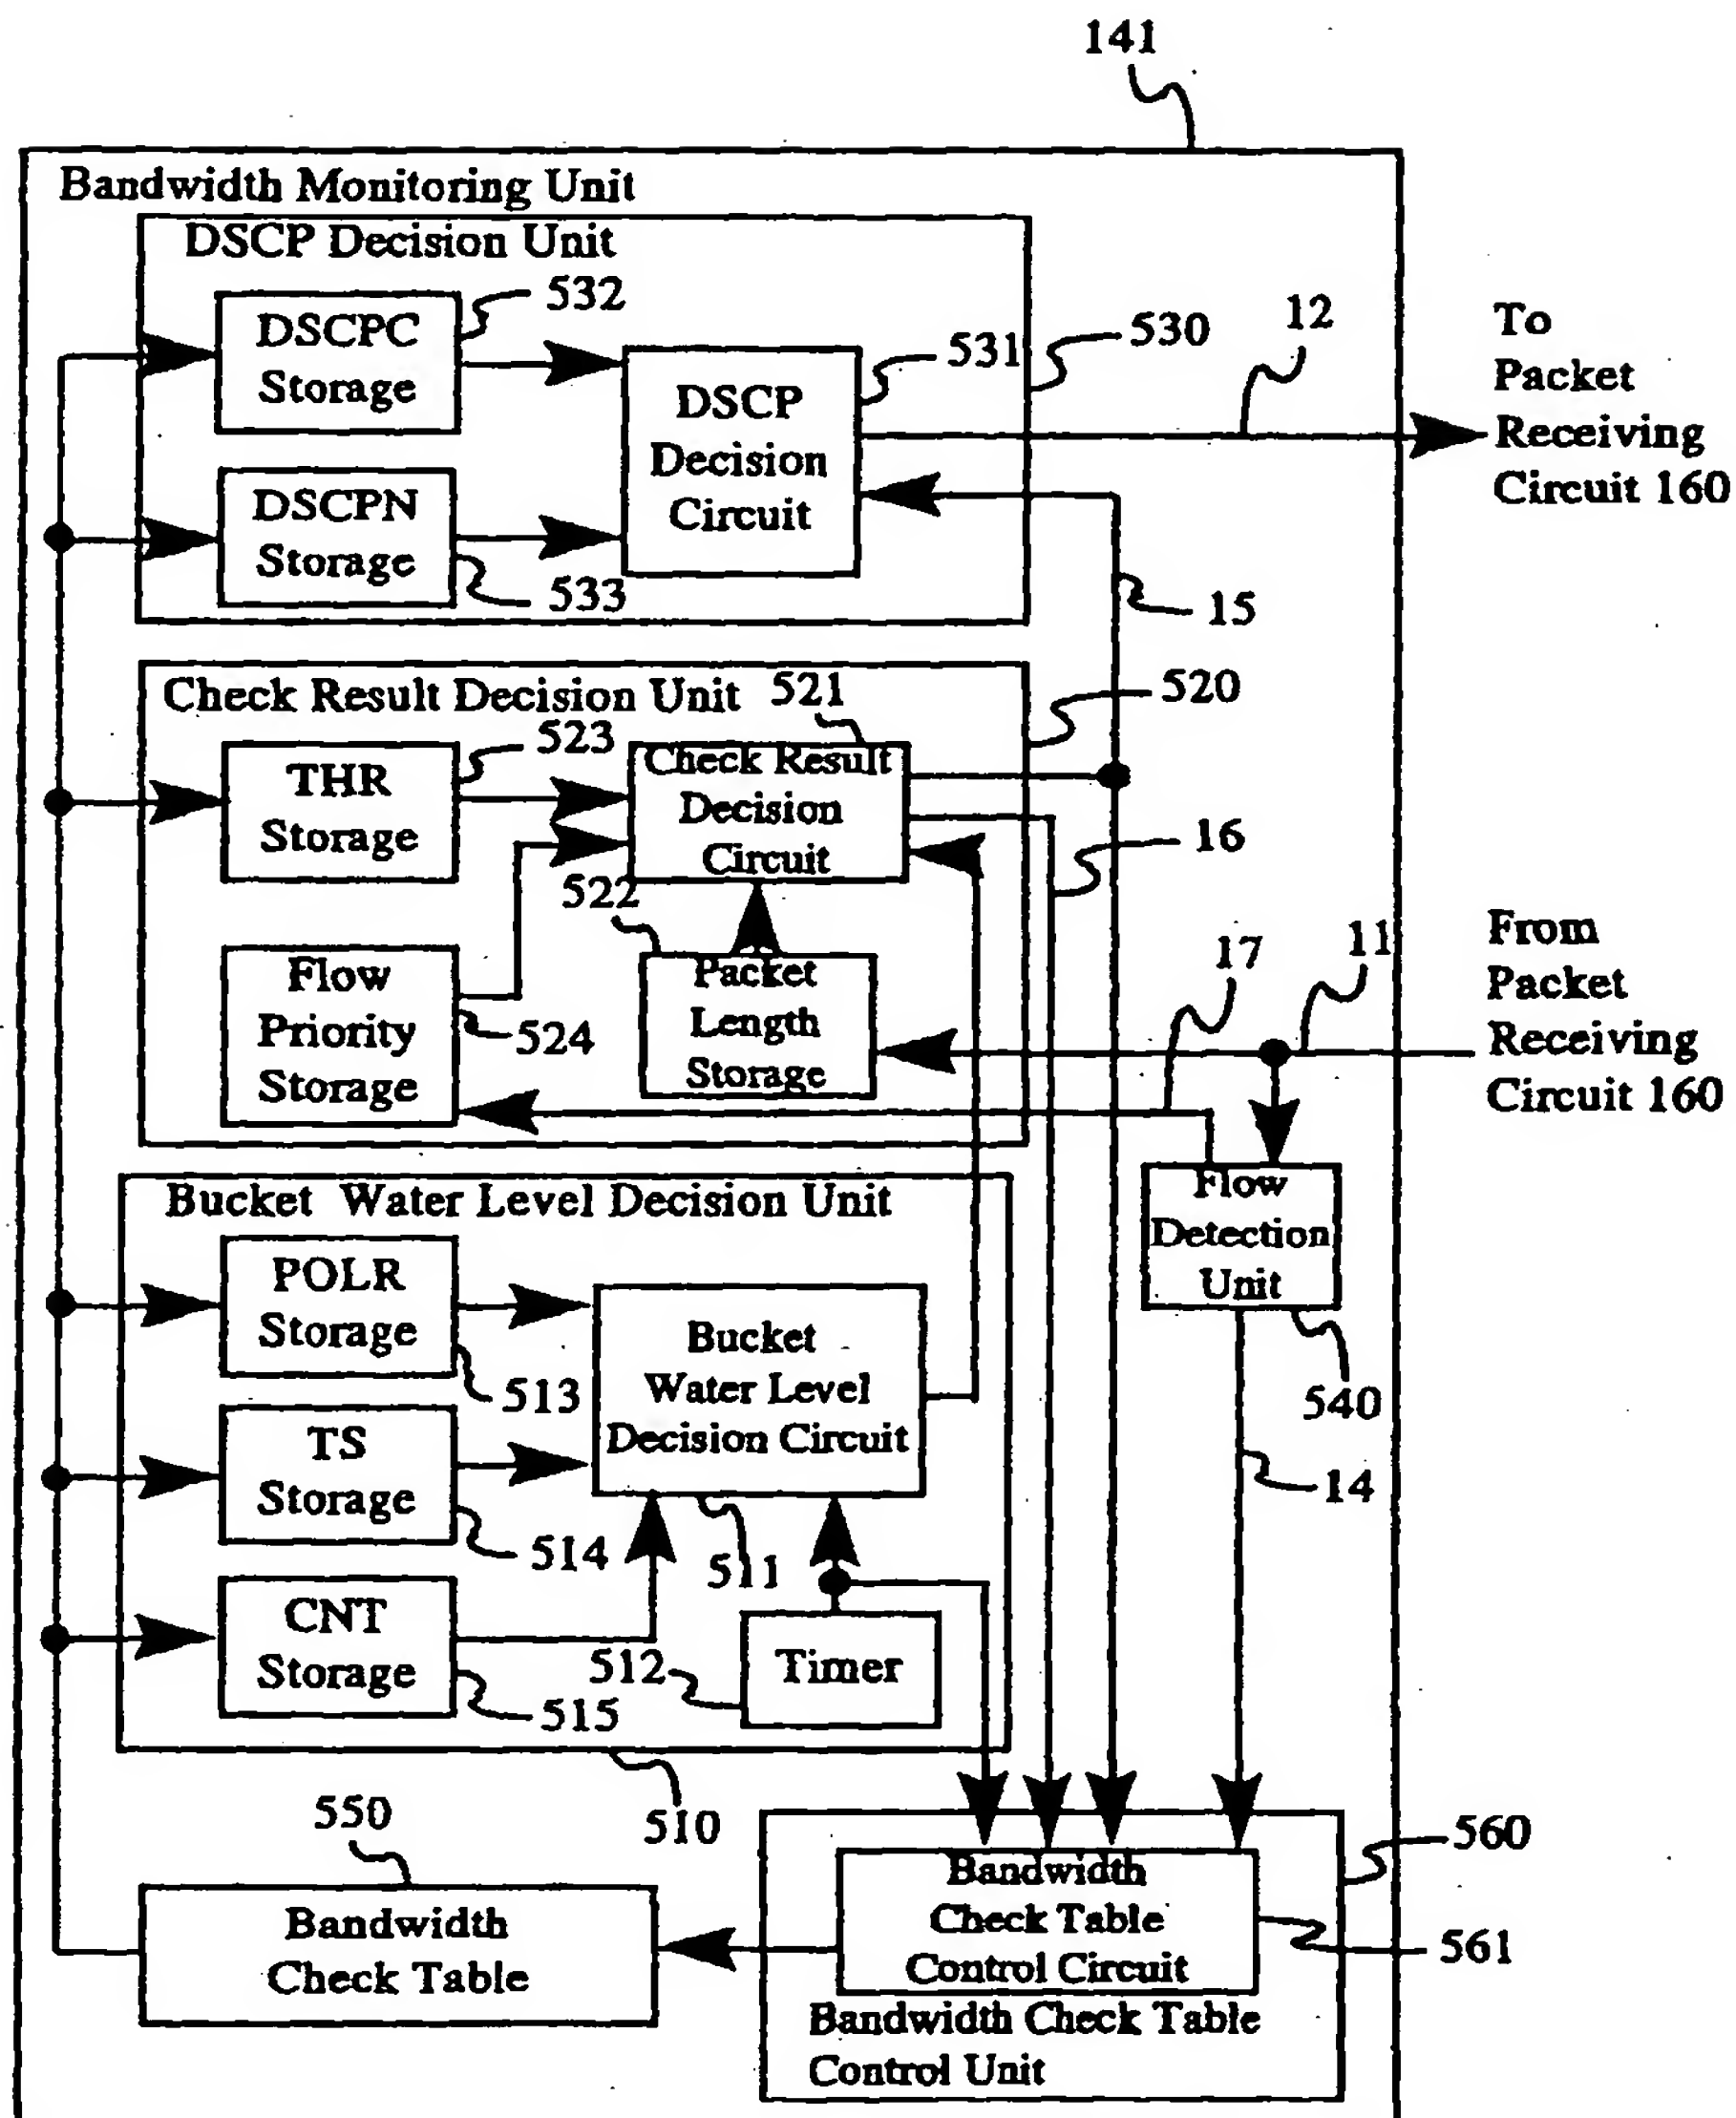 141
Bandwidth Monitoring Unit
DSCP Decision Unit
532
DSCPC
Storage
531
530
12
To
Packet
Receiving
Circuit 160
DSCP
Decision
Circuit
DSCPN
Storage
533
15
Check Result Decision Unit
521
520
523
THR
Storage
Check Result
Decision
Circuit
16
522
Flow
Priority
Storage
524
Packet
Length
Storage
17
11
From
Packet
Receiving
Circuit 160
Bucket Water Level Decision Unit
Flow
Detection
Unit
540
POLR
Storage
513
Bucket
Water Level
Decision Circuit
14
TS
Storage
514
511
CNT
Storage
515
512
Timer
510
550
560
Bandwidth
Check Table
Bandwidth
Check Table
Control Circuit
561
Bandwidth Check Table
Control Unit